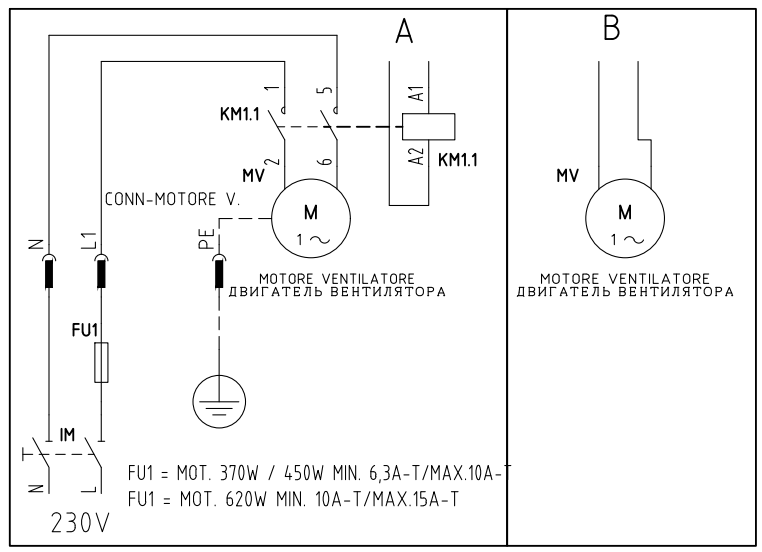 A
B
1
5
A1
KM1.1
2
6
A2
KM1.1
MV
MV
CONN-MOTORE V.
M
1 ~
M
1 ~
N
L1
PE
MOTORE VENTILATORE
ДВИГАТЕЛЬ ВЕНТИЛЯТОРА
MOTORE VENTILATORE
ДВИГАТЕЛЬ ВЕНТИЛЯТОРА
FU1
IM
N
L
FU1 = MOT. 370W / 450W MIN. 6,3A-T/MAX.10A-T
FU1 = MOT. 620W MIN. 10A-T/MAX.15A-T
230V